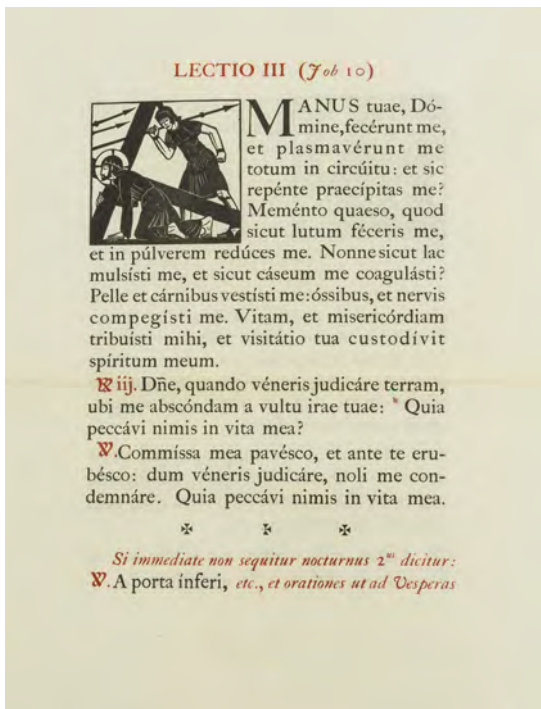 LECTIO III (Job 10)
MANUS tuae, Dó-
mine,fecérunt me,
et plasmavérunt me
totum in circúitu: et sic
repénte praecípitas me?
Meménto quaeso, quod
sicut lutum féceris me,
et in púlverem redúces me. Nonne sicut lac
mulsísti me, et sicut cáseum me coagulásti?
Pelle et cárnibus vestísti me: óssibus, et nervis
compegísti me. Vitam, et misericórdiam
tribuísti mihi, et visitátio tua custodívit
spíritum meum.
℟ iij. Dñe, quando véneris judicáre terram,
ubi me abscóndam a vultu irae tuae: * Quia
peccávi nimis in vita mea?
℣. Commíssa mea pavésco, et ante te eru-
bésco: dum véneris judicáre, noli me con-
demnáre. Quia peccávi nimis in vita mea.
✠ ✠ ✠
Si immediate non sequitur nocturnus 2us dicitur:
℣. A porta ínferi, etc., et orationes ut ad Vesperas